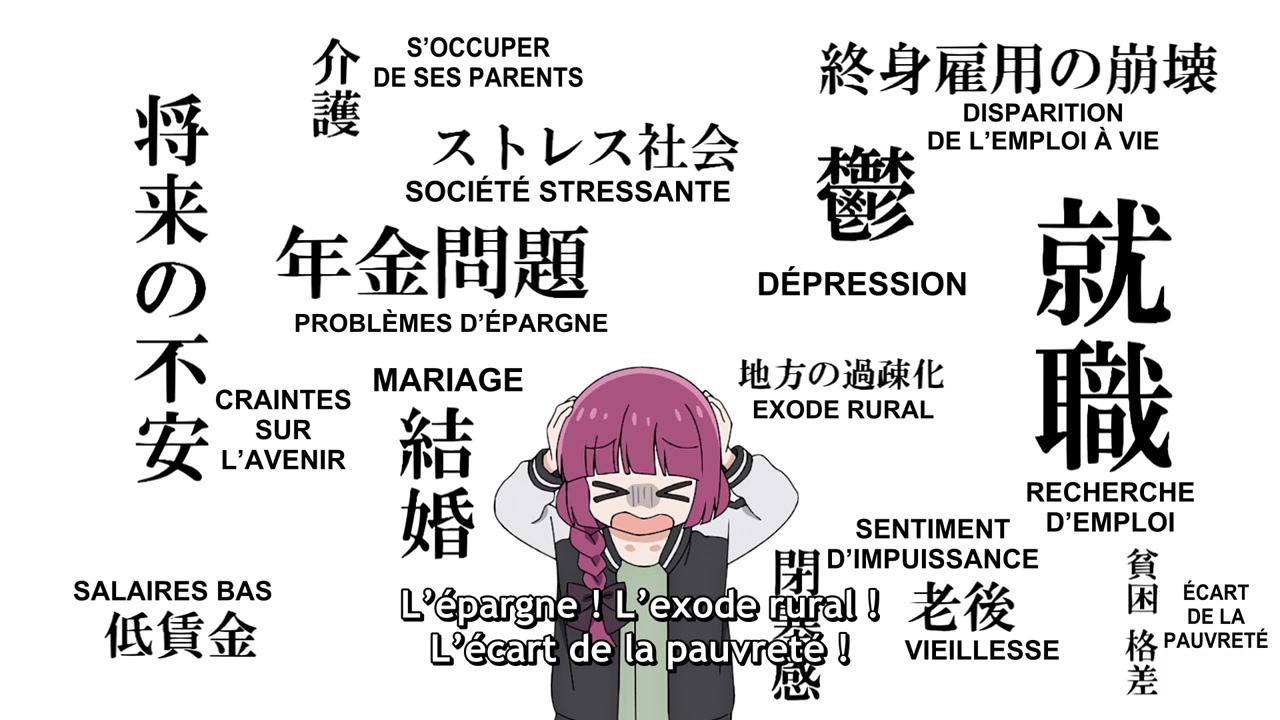 介護
S’OCCUPER
DE SES PARENTS
終身雇用の崩壊
DISPARITION
DE L’EMPLOI À VIE
将来の不安
CRAINTES
SUR
L’AVENIR
ストレス社会
SOCIÉTÉ STRESSANTE
鬱
DÉPRESSION
年金問題
PROBLÈMES D’ÉPARGNE
就職
RECHERCHE
D’EMPLOI
MARIAGE
結婚
地方の過疎化
EXODE RURAL
SENTIMENT
D’IMPUISSANCE
閉塞感
SALAIRES BAS
低賃金
老後
VIEILLESSE
貧困 格差
ÉCART
DE LA
PAUVRETÉ
L’épargne ! L’exode rural !
L’écart de la pauvreté !